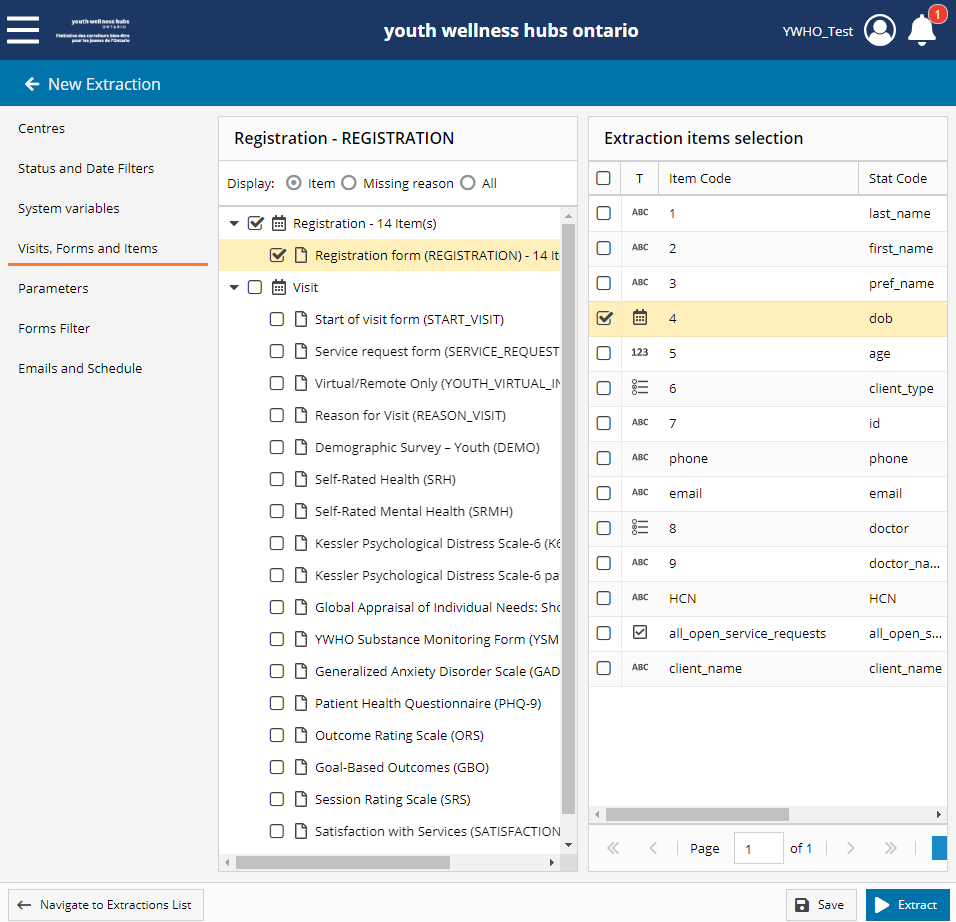 youth wellness hubs
ONTARIO
l'initiative des carrefours bien-être
pour les jeunes de l'Ontario
youth wellness hubs ontario
YWHO_Test
1
New Extraction
Centres
Status and Date Filters
System variables
Visits, Forms and Items
Parameters
Forms Filter
Emails and Schedule
Registration - REGISTRATION
Display: Item Missing reason All
Registration - 14 Item(s)
Registration form (REGISTRATION) - 14 It
Visit
Start of visit form (START_VISIT)
Service request form (SERVICE_REQUEST
Virtual/Remote Only (YOUTH_VIRTUAL_IN
Reason for Visit (REASON_VISIT)
Demographic Survey – Youth (DEMO)
Self-Rated Health (SRH)
Self-Rated Mental Health (SRMH)
Kessler Psychological Distress Scale-6 (K6
Kessler Psychological Distress Scale-6 pa
Global Appraisal of Individual Needs: Sho
YWHO Substance Monitoring Form (YSM
Generalized Anxiety Disorder Scale (GAD
Patient Health Questionnaire (PHQ-9)
Outcome Rating Scale (ORS)
Goal-Based Outcomes (GBO)
Session Rating Scale (SRS)
Satisfaction with Services (SATISFACTION
Extraction items selection
T Item Code Stat Code
ABC 1 last_name
ABC 2 first_name
ABC 3 pref_name
4 dob
123 5 age
6 client_type
ABC 7 id
ABC phone phone
ABC email email
8 doctor
ABC 9 doctor_na...
ABC HCN HCN
all_open_service_requests all_open_s...
ABC client_name client_name
Page 1 of 1
Navigate to Extractions List
Save
Extract